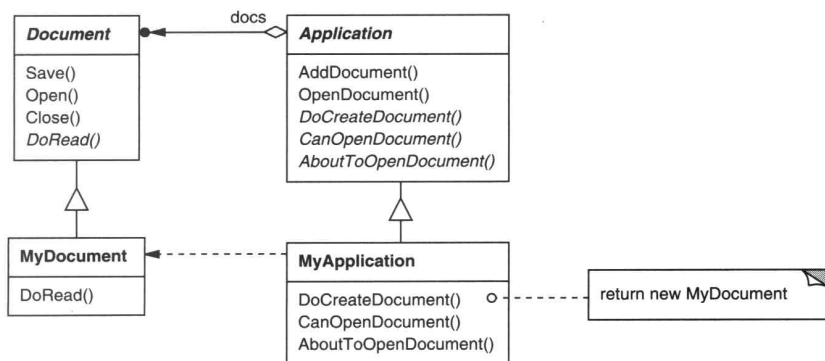 docs
Document
Save()
Open()
Close()
DoRead()
Application
AddDocument()
OpenDocument()
DoCreateDocument()
CanOpenDocument()
AboutToOpenDocument()
MyDocument
DoRead()
MyApplication
DoCreateDocument()
CanOpenDocument()
AboutToOpenDocument()
return new MyDocument